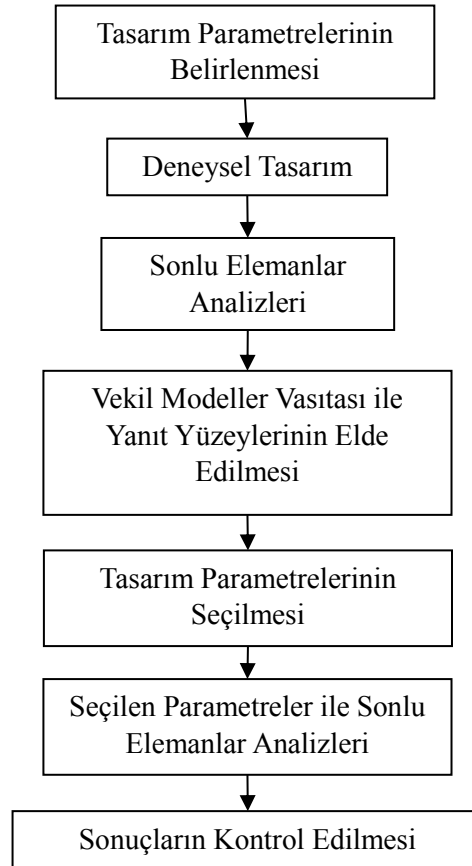 Tasarım Parametrelerinin
Belirlenmesi
Deneysel Tasarım
Sonlu Elemanlar
Analizleri
Vekil Modeller Vasıtası ile
Yanıt Yüzeylerinin Elde
Edilmesi
Tasarım Parametrelerinin
Seçilmesi
Seçilen Parametreler ile Sonlu
Elemanlar Analizleri
Sonuçların Kontrol Edilmesi